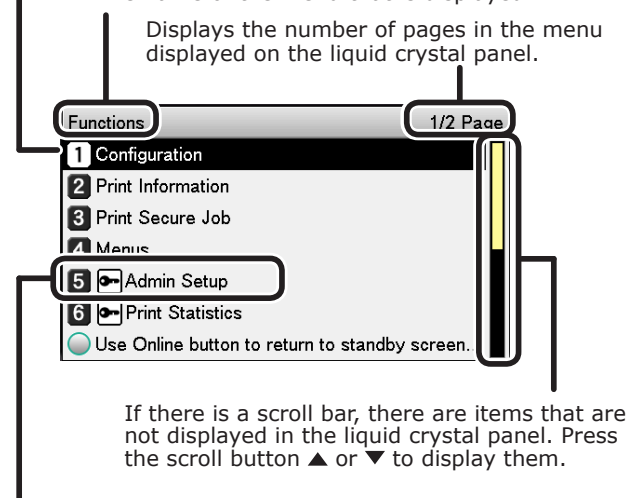 Displays the number of pages in the menu
displayed on the liquid crystal panel.
Functions 1/2 Page
1 Configuration
2 Print Information
3 Print Secure Job
4 Menus
5 Admin Setup
6 Print Statistics
Use Online button to return to standby screen..
If there is a scroll bar, there are items that are
not displayed in the liquid crystal panel. Press
the scroll button ▲ or ▼ to display them.